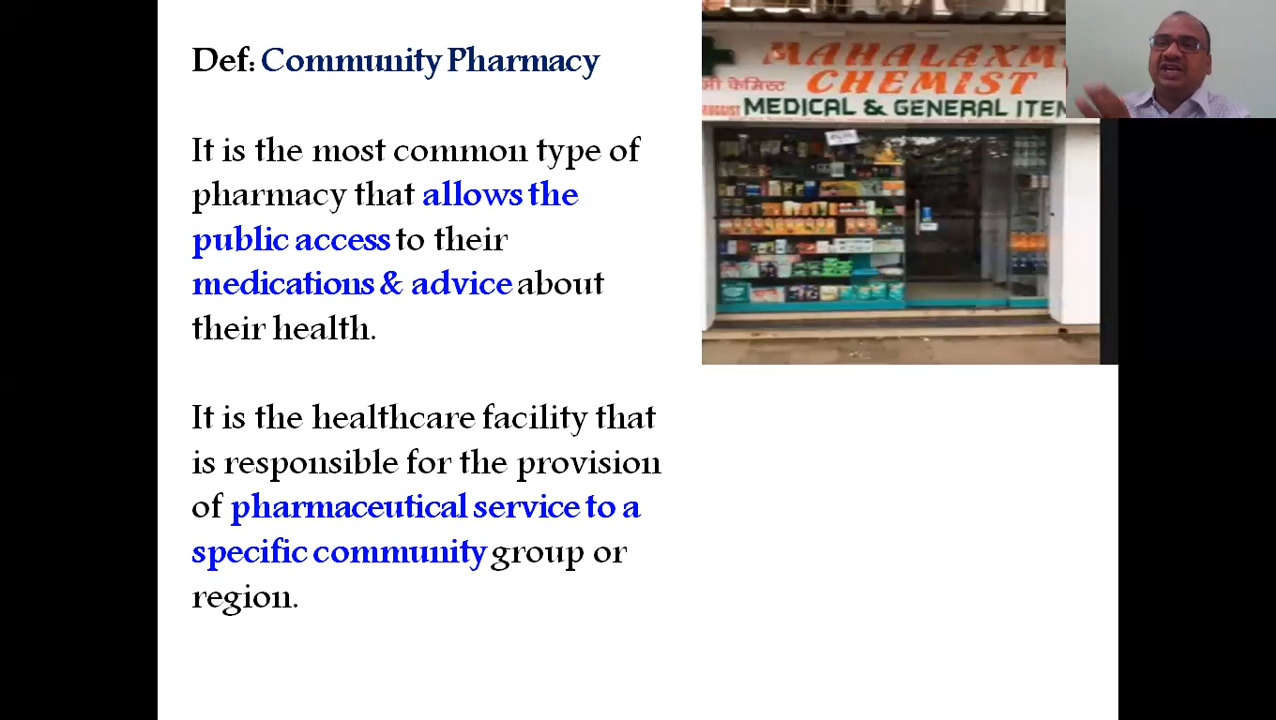 Def: Community Pharmacy
It is the most common type of
pharmacy that allows the
public access to their
medications & advice about
their health.
It is the healthcare facility that
is responsible for the provision
of pharmaceutical service to a
specific community group or
region.
MAHALAXM
CHEMIST
केमिस्ट
MEDICAL & GENERAL ITEM